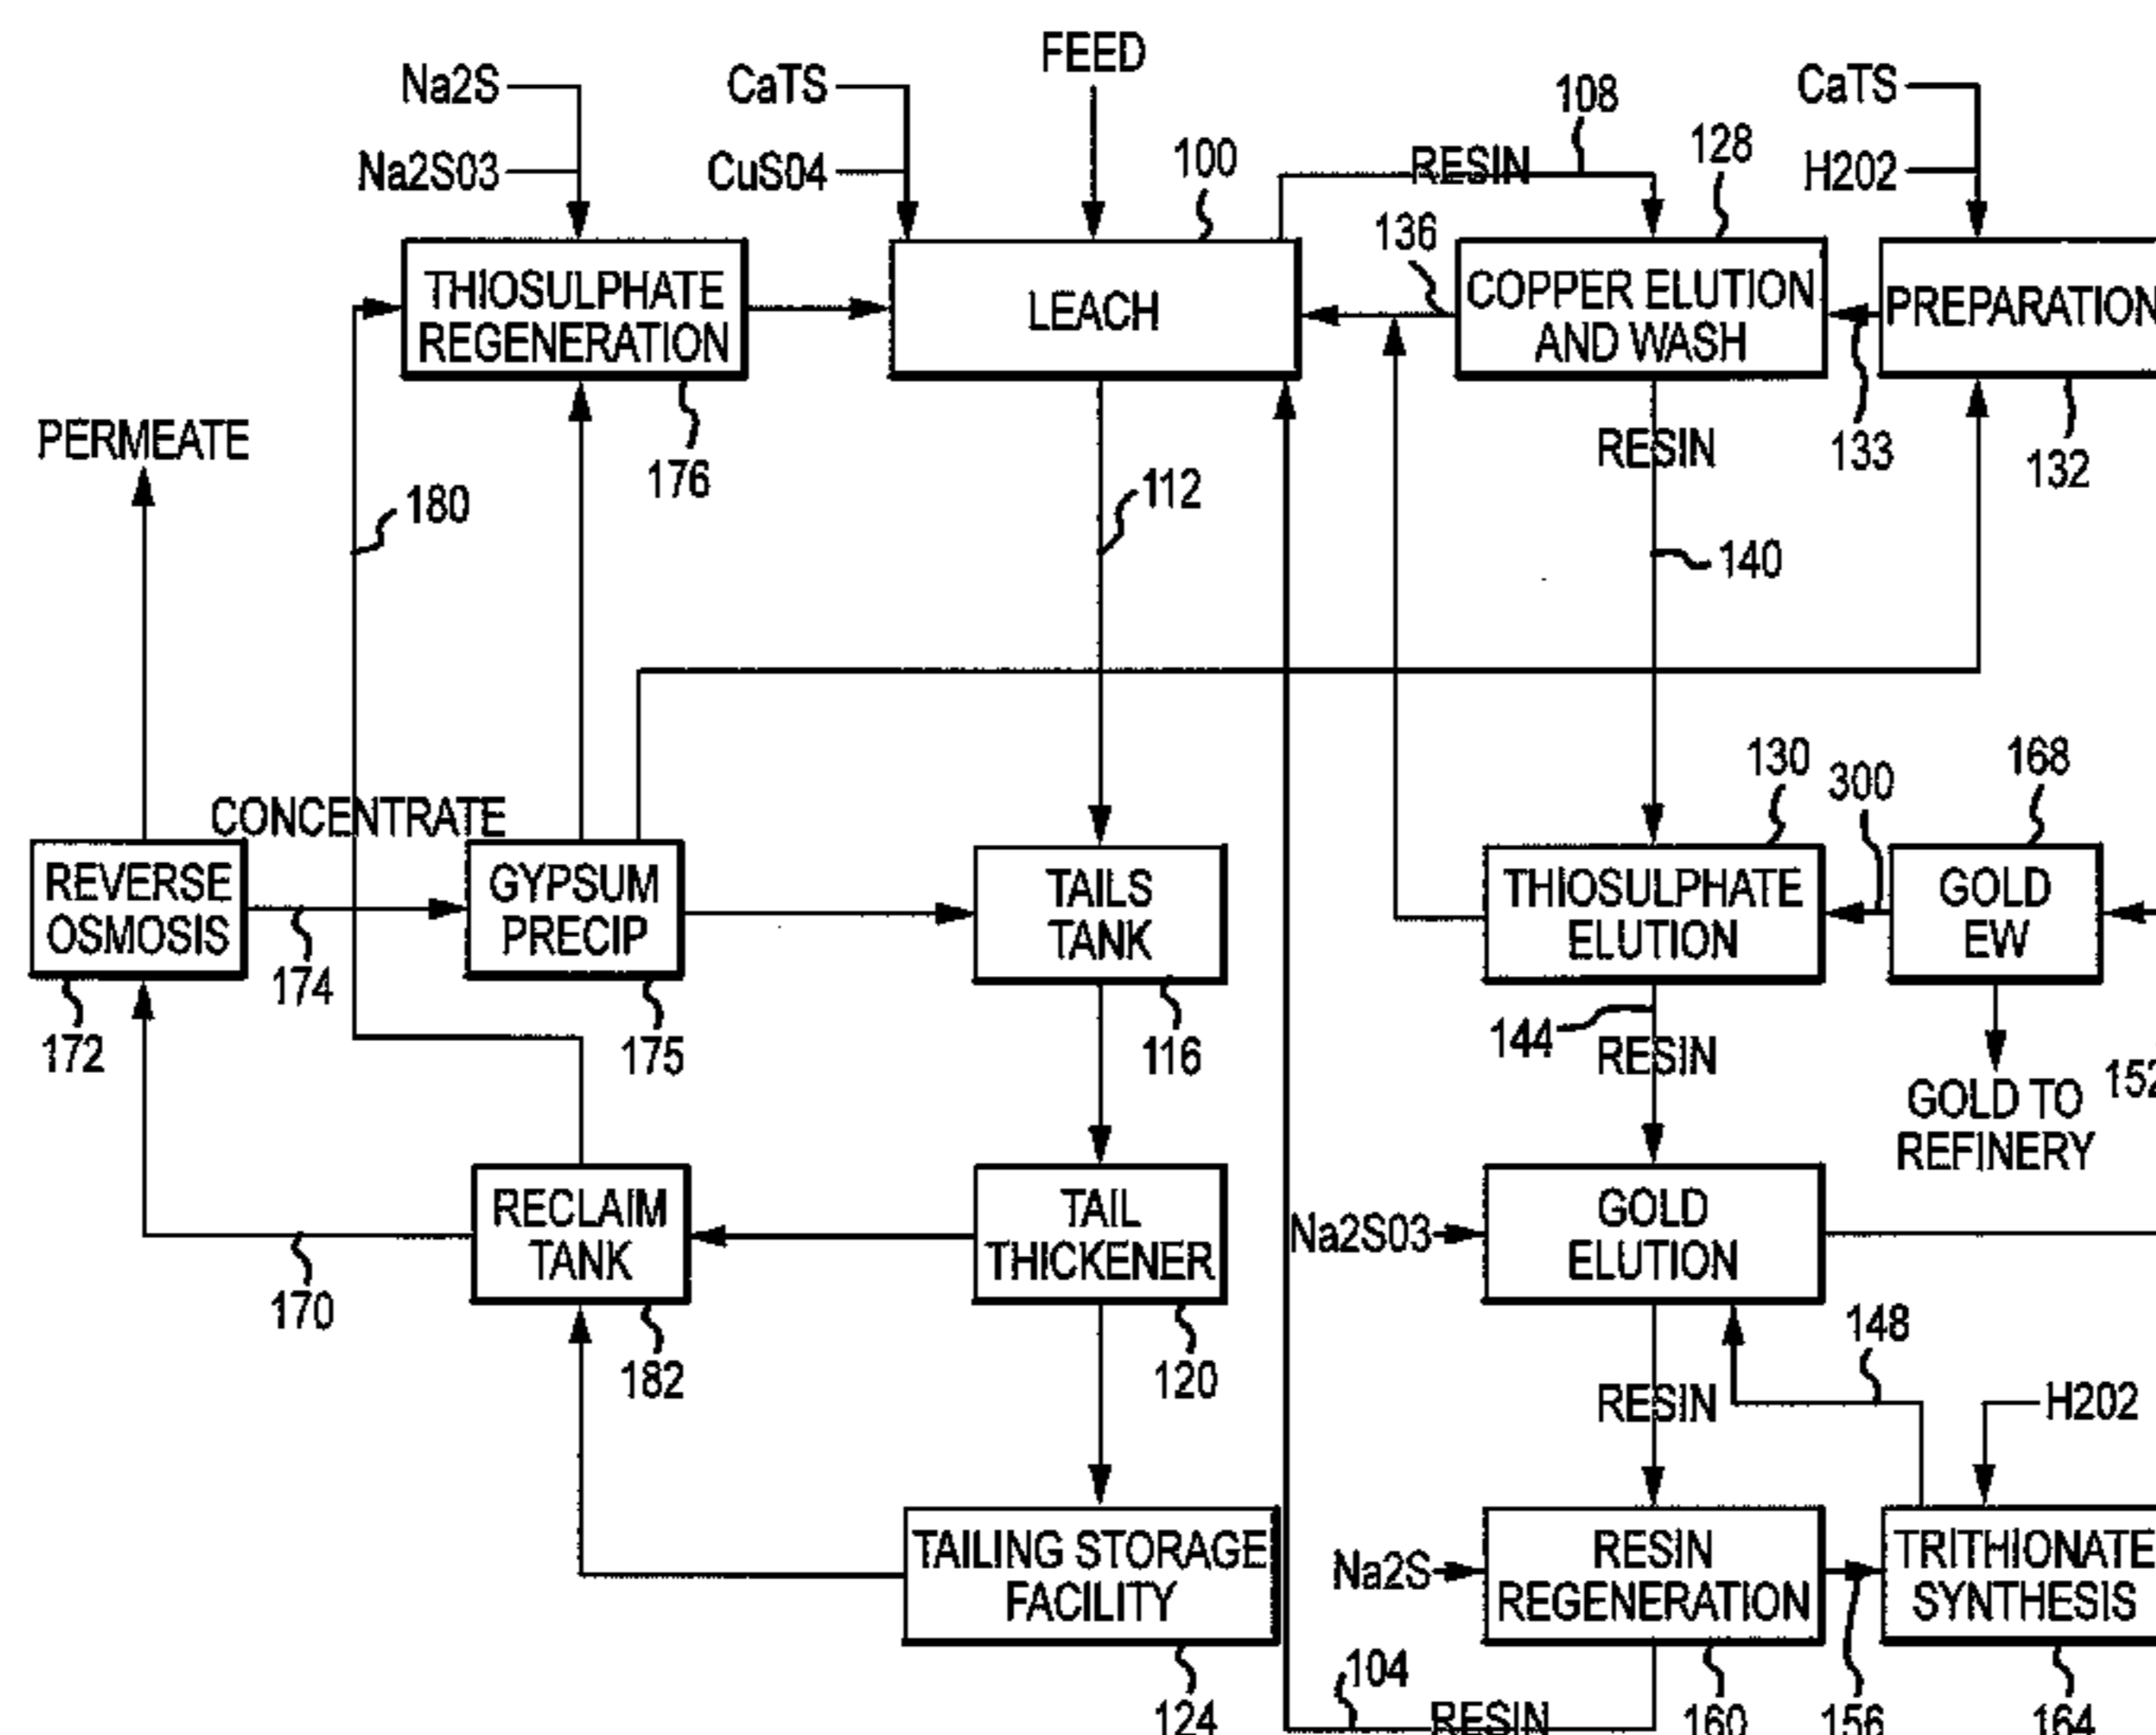 FEED
Na2S
CaTS
CaTS
108
Na2S03
CuS04
100
RESIN
128
H202
136
THIOSULPHATE
REGENERATION
LEACH
COPPER ELUTION
AND WASH
PREPARATION
PERMEATE
176
RESIN
133
132
180
112
140
130
300
168
CONCENTRATE
REVERSE
OSMOSIS
GYPSUM
PRECIP
TAILS
TANK
THIOSULPHATE
ELUTION
GOLD
EW
174
172
175
116
144
RESIN
152
GOLD TO
REFINERY
RECLAIM
TANK
TAIL
THICKENER
Na2S03
GOLD
ELUTION
170
182
120
148
RESIN
H202
TAILING STORAGE
FACILITY
Na2S
RESIN
REGENERATION
TRITHIONATE
SYNTHESIS
124
104
RESIN
160
156
164